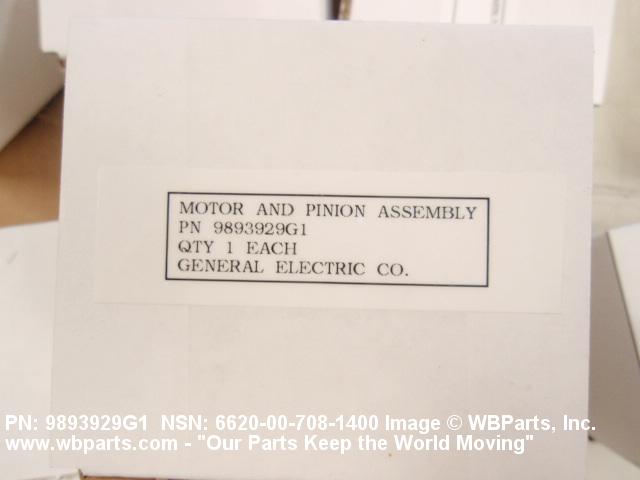 MOTOR AND PINION ASSEMBLY
PN 9893929G1
QTY 1 EACH
GENERAL ELECTRIC CO.
PN: 9893929G1 NSN: 6620-00-708-1400 Image © WBParts, Inc.
www.wbparts.com - "Our Parts Keep the World Moving"